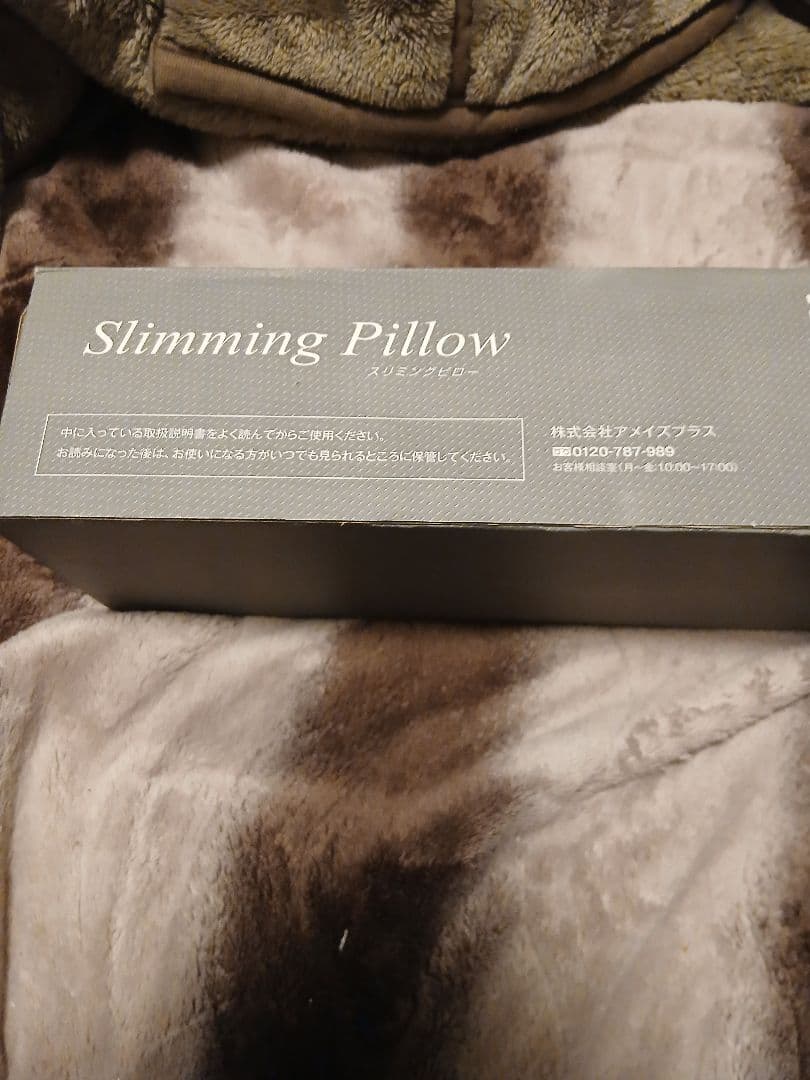 Slimming Pillow
スリミングピロー
中に入っている取扱説明書をよく読んでからご使用ください。
お読みになった後は、お使いになる方がいつでも見られるところに保管してください。
株式会社アメイズプラス
0120-787-989
お客様相談室(月〜金:10:00〜17:00)